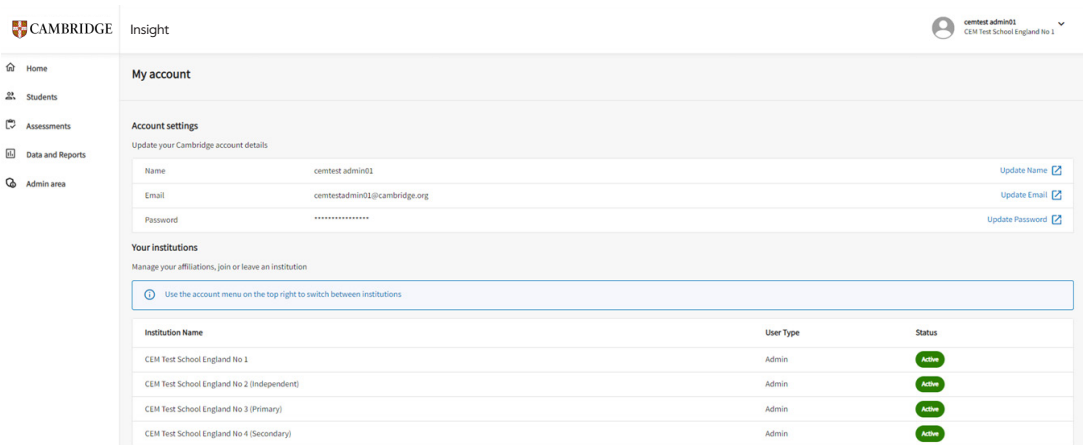 CAMBRIDGE Insight
cemtest admin01
CEM Test School England No 1
Home
Students
Assessments
Data and Reports
Admin area
My account
Account settings
Update your Cambridge account details
Name cemtest admin01 Update Name
Email cemtestadmin01@cambridge.org Update Email
Password *************** Update Password
Your institutions
Manage your affiliations, join or leave an institution
Use the account menu on the top right to switch between institutions
Institution Name User Type Status
CEM Test School England No 1 Admin Active
CEM Test School England No 2 (Independent) Admin Active
CEM Test School England No 3 (Primary) Admin Active
CEM Test School England No 4 (Secondary) Admin Active